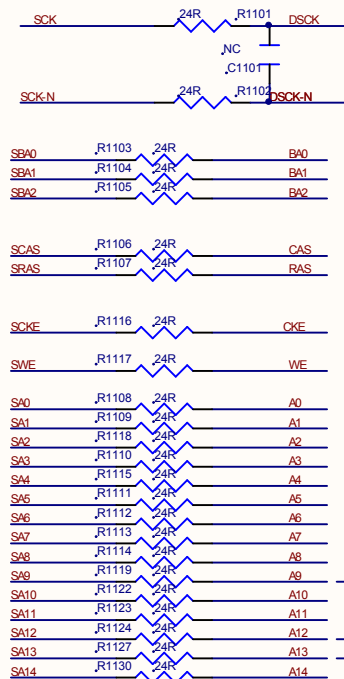 SCK 24R R1101 DSCK
NC
C1101
SCK-N 24R R1102 DSCK-N
SBA0 R1103 24R BA0
SBA1 R1104 24R BA1
SBA2 R1105 24R BA2
SCAS R1106 24R CAS
SRAS R1107 24R RAS
SCKE R1116 24R CKE
SWE R1117 24R WE
SA0 R1108 24R A0
SA1 R1109 24R A1
SA2 R1118 24R A2
SA3 R1110 24R A3
SA4 R1115 24R A4
SA5 R1111 24R A5
SA6 R1112 24R A6
SA7 R1113 24R A7
SA8 R1114 24R A8
SA9 R1119 24R A9
SA10 R1122 24R A10
SA11 R1123 24R A11
SA12 R1124 24R A12
SA13 R1127 24R A13
SA14 R1130 24R A14